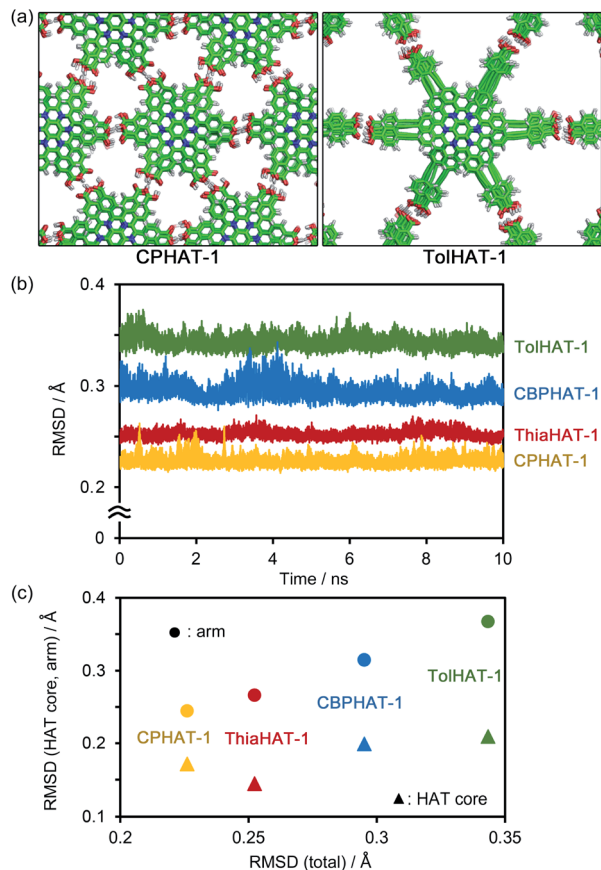 (a)
CPHAT-1
TolHAT-1
(b)
0.4
0.3
0.2
0
RMSD / Å
0
2
4
6
8
10
Time / ns
TolHAT-1
CBPHAT-1
ThiaHAT-1
CPHAT-1
(c)
0.4
0.3
0.2
0.1
RMSD (HAT core, arm) / Å
: arm
TolHAT-1
CBPHAT-1
CPHAT-1
ThiaHAT-1
: HAT core
0.2
0.25
0.3
0.35
RMSD (total) / Å